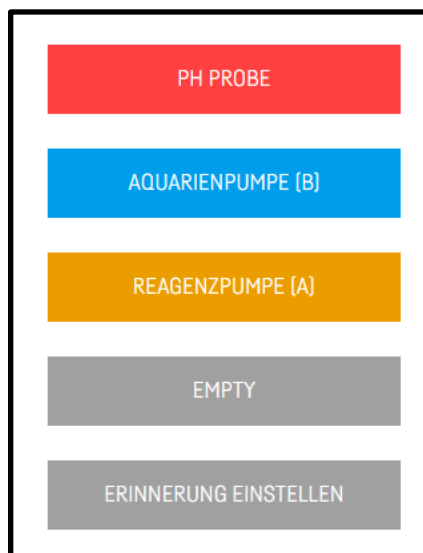 PH PROBE
AQUARIENPUMPE (B)
REAGENZPUMPE (A)
EMPTY
ERINNERUNG EINSTELLEN